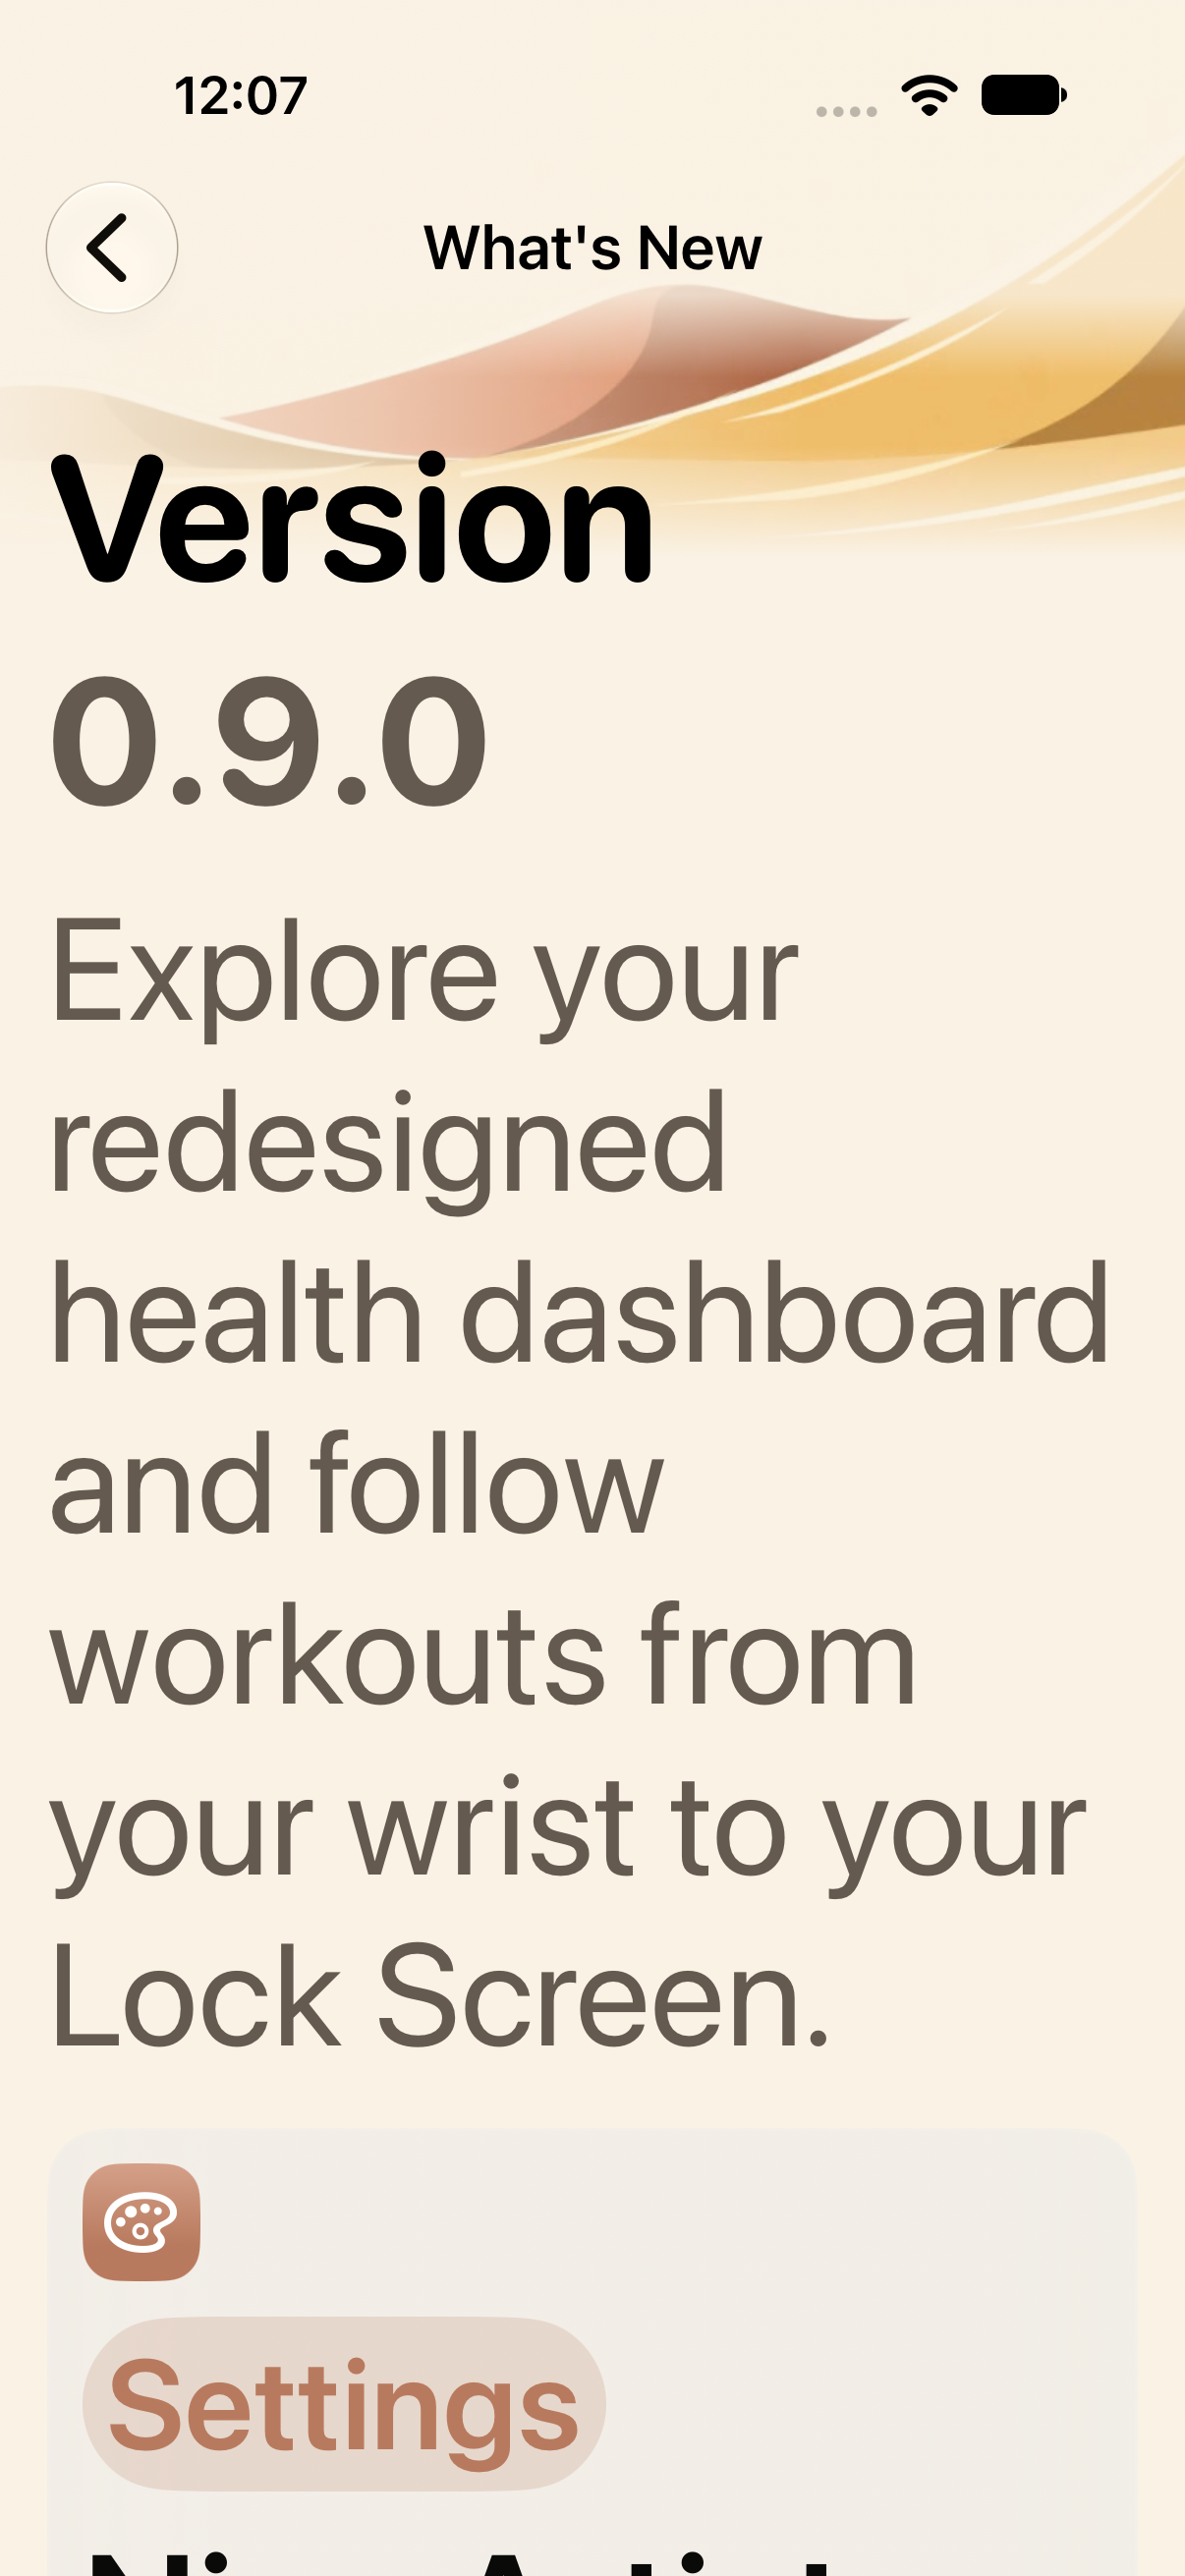 12:07
What's New
Version
0.9.0
Explore your
redesigned
health dashboard
and follow
workouts from
your wrist to your
Lock Screen.
Settings